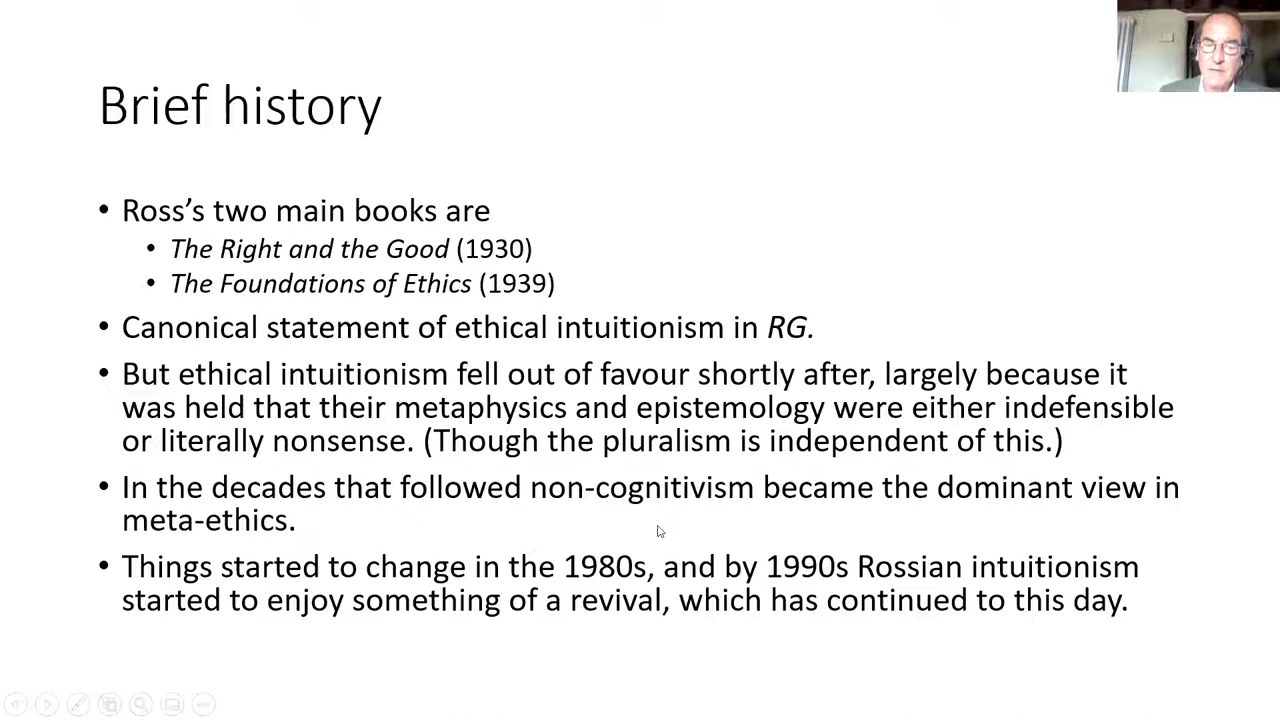 Brief history
• Ross’s two main books are
• The Right and the Good (1930)
• The Foundations of Ethics (1939)
• Canonical statement of ethical intuitionism in RG.
• But ethical intuitionism fell out of favour shortly after, largely because it
was held that their metaphysics and epistemology were either indefensible
or literally nonsense. (Though the pluralism is independent of this.)
• In the decades that followed non-cognitivism became the dominant view in
meta-ethics.
• Things started to change in the 1980s, and by 1990s Rossian intuitionism
started to enjoy something of a revival, which has continued to this day.